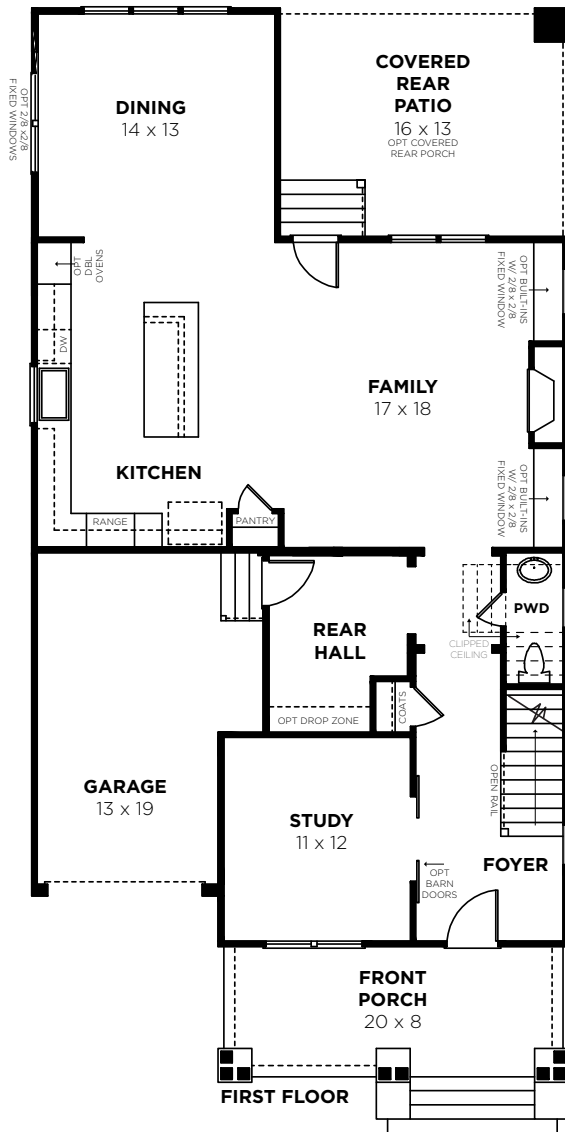 COVERED
REAR
PATIO
16 x 13
OPT COVERED
REAR PORCH
DINING
14 x 13
OPT 2/8 x2/8
FIXED WINDOWS
OPT
DBL
OVENS
OPT BUILT-INS
W/ 2/8 x 2/8
FIXED WINDOW
DW
FAMILY
17 x 18
KITCHEN
OPT BUILT-INS
W/ 2/8 x 2/8
FIXED WINDOW
RANGE
PANTRY
PWD
REAR
HALL
CLIPPED
CEILING
COATS
OPT DROP ZONE
GARAGE
13 x 19
STUDY
11 x 12
OPEN RAIL
FOYER
OPT
BARN
DOORS
FRONT
PORCH
20 x 8
FIRST FLOOR